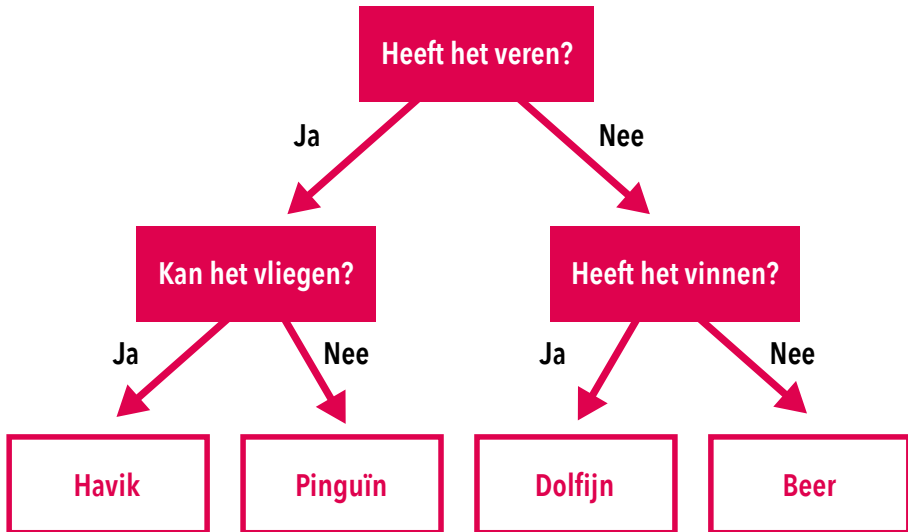 Heeft het veren?
Ja
Nee
Kan het vliegen?
Heeft het vinnen?
Ja
Nee
Ja
Nee
Havik
Pinguïn
Dolfijn
Beer